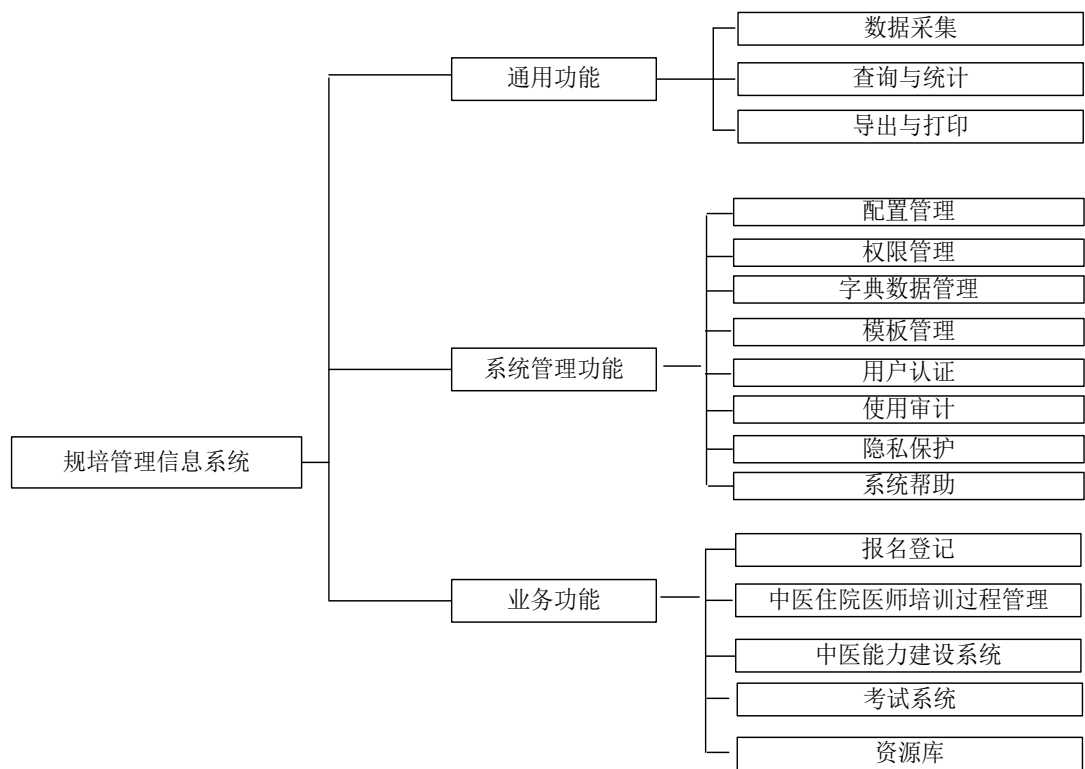 规培管理信息系统
通用功能
数据采集
查询与统计
导出与打印
系统管理功能
配置管理
权限管理
字典数据管理
模板管理
用户认证
使用审计
隐私保护
系统帮助
业务功能
报名登记
中医住院医师培训过程管理
中医能力建设系统
考试系统
资源库